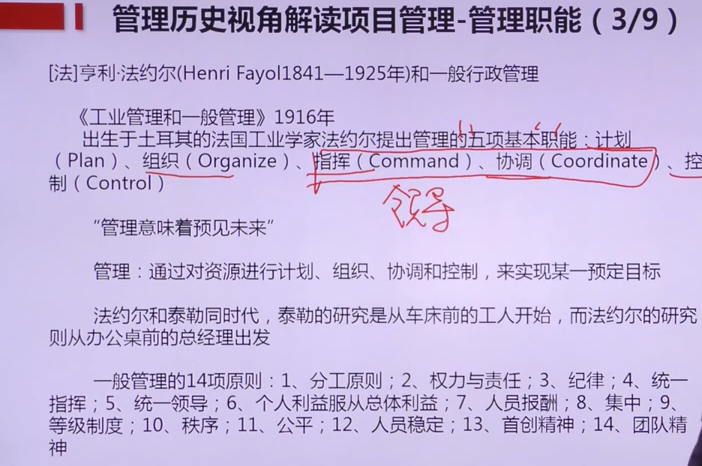 管理历史视角解读项目管理-管理职能（3/9）
[法]亨利·法约尔(Henri Fayol1841—1925年)和一般行政管理
《工业管理和一般管理》1916年
出生于土耳其的法国工业学家法约尔提出管理的五项基本职能：计划
（Plan）、组织（Organize）、指挥（Command）、协调（Coordinate）、控
制（Control）
领导
“管理意味着预见未来”
管理：通过对资源进行计划、组织、协调和控制，来实现某一预定目标
法约尔和泰勒同时代，泰勒的研究是从车床前的工人开始，而法约尔的研究
则从办公桌前的总经理出发
一般管理的14项原则：1、分工原则；2、权力与责任；3、纪律；4、统一
指挥；5、统一领导；6、个人利益服从总体利益；7、人员报酬；8、集中；9、
等级制度；10、秩序；11、公平；12、人员稳定；13、首创精神；14、团队精
神